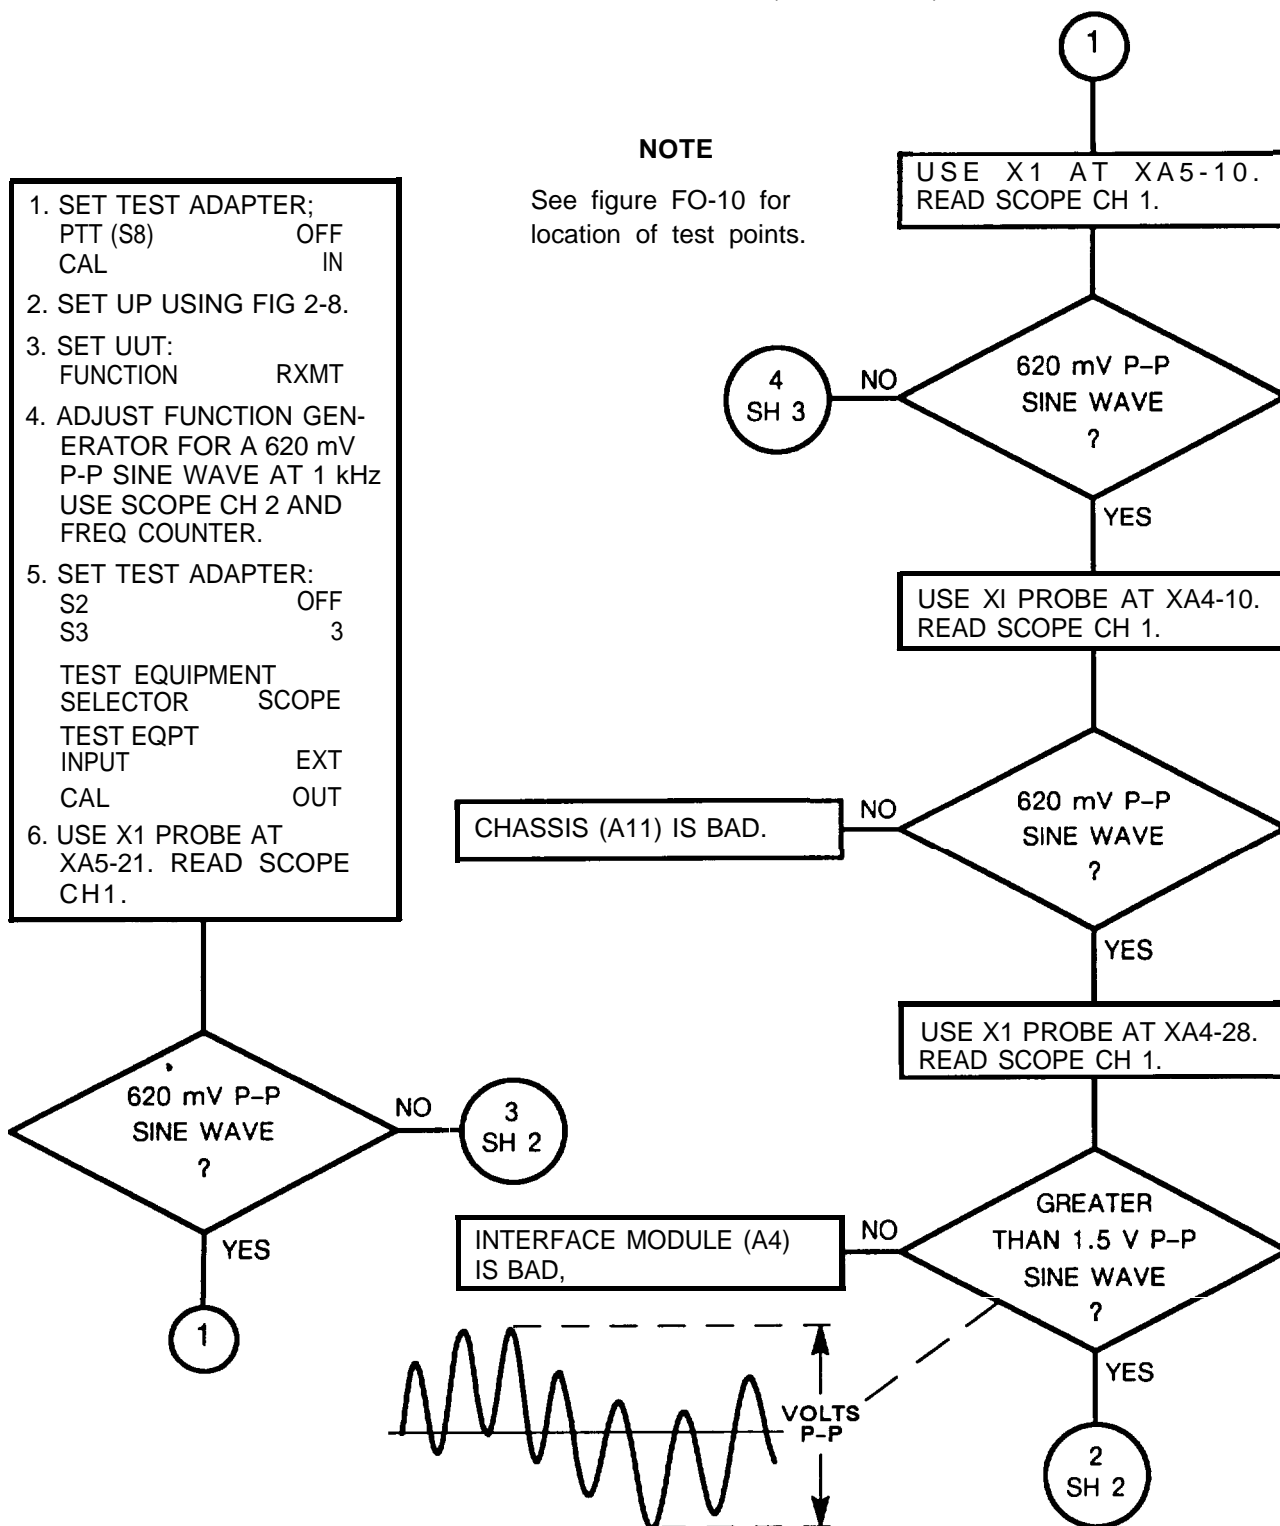 1. SET TEST ADAPTER;
PTT (S8) OFF
CAL IN
2. SET UP USING FIG 2-8.
3. SET UUT:
FUNCTION RXMT
4. ADJUST FUNCTION GEN-
ERATOR FOR A 620 mV
P-P SINE WAVE AT 1 kHz
USE SCOPE CH 2 AND
FREQ COUNTER.
5. SET TEST ADAPTER:
S2 OFF
S3 3
TEST EQUIPMENT
SELECTOR SCOPE
TEST EQPT
INPUT EXT
CAL OUT
6. USE X1 PROBE AT
XA5-21. READ SCOPE
CH1.
620 mV P-P
SINE WAVE
?
NO
3
SH 2
YES
1
NOTE
See figure FO-10 for
location of test points.
1
USE X1 AT XA5-10.
READ SCOPE CH 1.
620 mV P-P
SINE WAVE
?
NO
4
SH 3
YES
USE XI PROBE AT XA4-10.
READ SCOPE CH 1.
620 mV P-P
SINE WAVE
?
NO
CHASSIS (A11) IS BAD.
YES
USE X1 PROBE AT XA4-28.
READ SCOPE CH 1.
GREATER
THAN 1.5 V P-P
SINE WAVE
?
NO
INTERFACE MODULE (A4)
IS BAD,
VOLTS
P-P
YES
2
SH 2